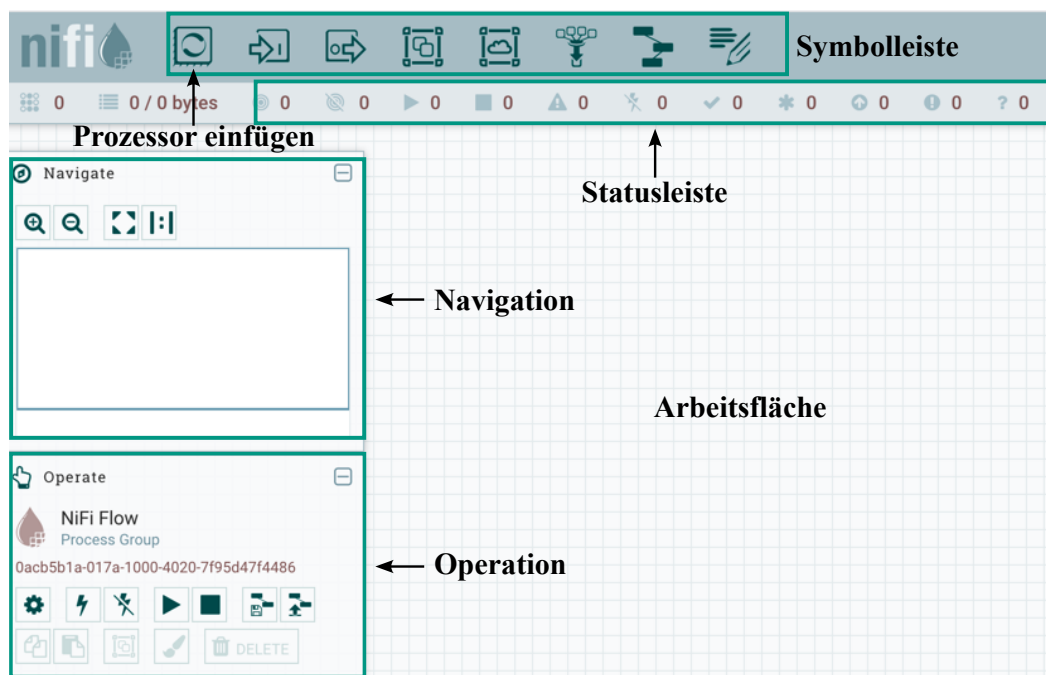 nifi
Symbolleiste
0 0 / 0 bytes 0 0 0 0 0 0 0 0 0 0 ? 0
Prozessor einfügen
Statusleiste
Navigate
Navigation
Arbeitsfläche
Operate
NiFi Flow
Process Group
0acb5b1a-017a-1000-4020-7f95d47f4486
Operation
DELETE